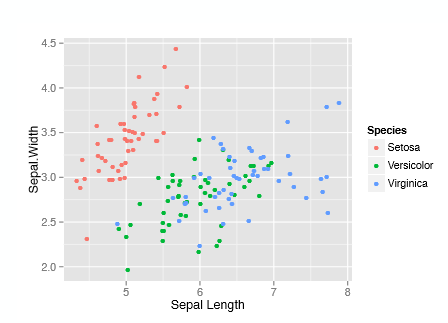 4.5
4.0
3.5
3.0
2.5
2.0
Sepal.Width
5 6 7 8
Sepal Length
Species
Setosa
Versicolor
Virginica